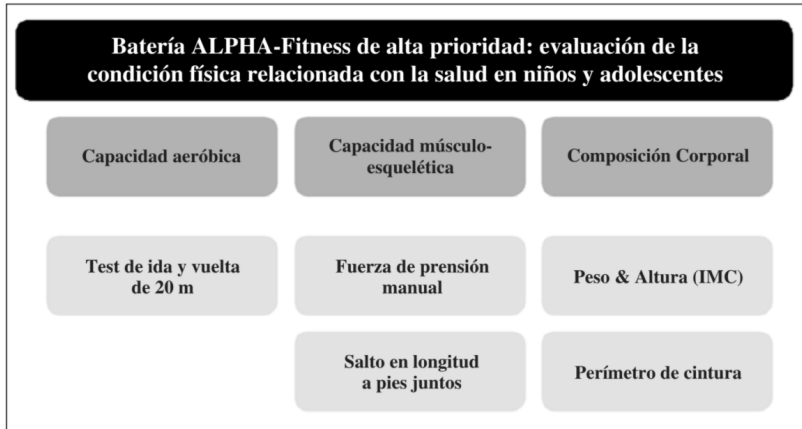 Batería ALPHA-Fitness de alta prioridad: evaluación de la
condición física relacionada con la salud en niños y adolescentes
Capacidad aeróbica
Capacidad músculo-
esquelética
Composición Corporal
Test de ida y vuelta
de 20 m
Fuerza de prensión
manual
Peso & Altura (IMC)
Salto en longitud
a pies juntos
Perímetro de cintura